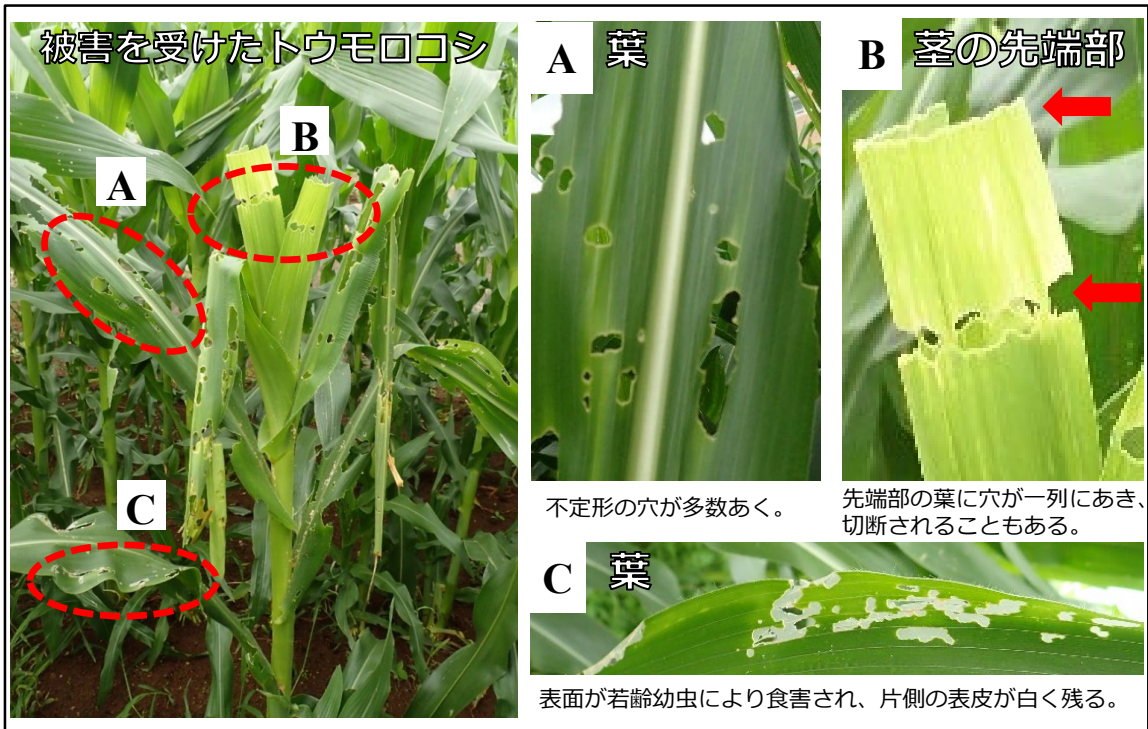 被害を受けたトウモロコシ
A
B
C
A 葉
不定形の穴が多数あく。
B 茎の先端部
先端部の葉に穴が一列にあき、
切断されることもある。
C 葉
表面が若齢幼虫により食害され、片側の表皮が白く残る。